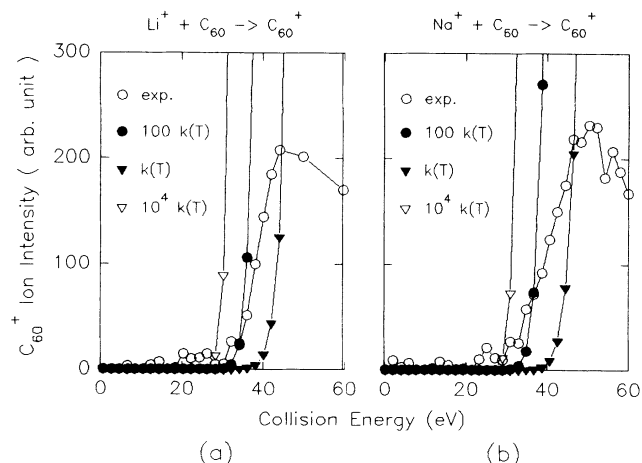 Li⁺ + C₆₀ -> C₆₀⁺
Na⁺ + C₆₀ -> C₆₀⁺
300
200
100
0
C₆₀⁺ Ion Intensity ( arb. unit )
exp.
100 k(T)
k(T)
10⁴ k(T)
exp.
100 k(T)
k(T)
10⁴ k(T)
0 20 40 60
0 20 40 60
Collision Energy (eV)
(a)
(b)